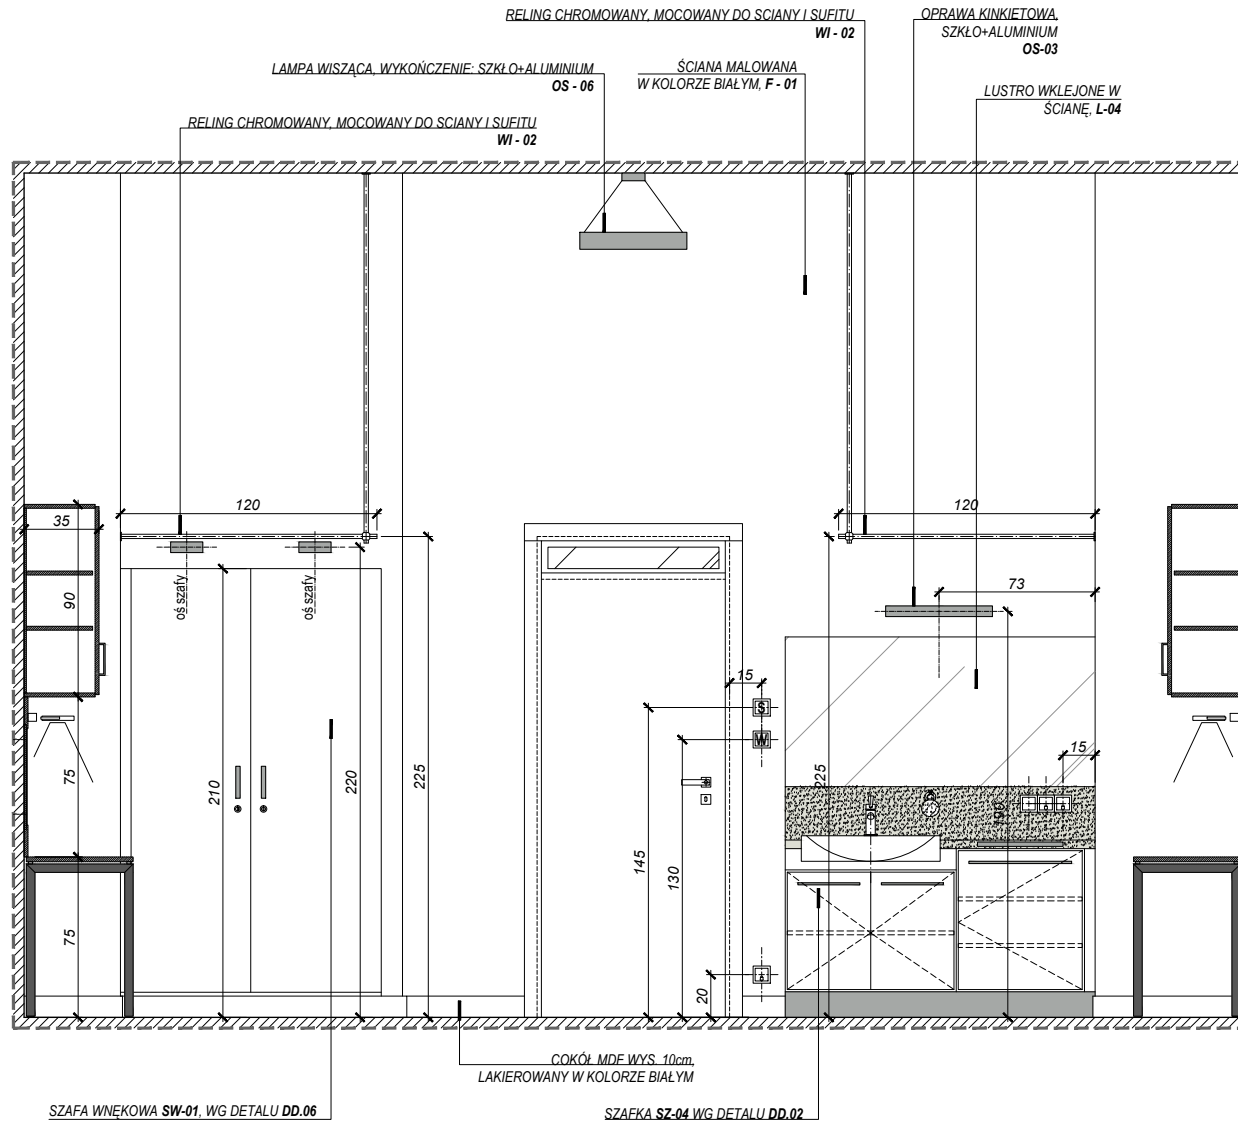 RELING CHROMOWANY, MOCOWANY DO SCIANY I SUFITU
WI - 02
OPRAWA KINKIETOWA,
SZKŁO+ALUMINIUM
OS-03
LAMPA WISZĄCA, WYKOŃCZENIE: SZKŁO+ALUMINIUM
OS - 06
ŚCIANA MALOWANA
W KOLORZE BIAŁYM, F - 01
LUSTRO WKLEJONE W
ŚCIANĘ, L-04
RELING CHROMOWANY, MOCOWANY DO SCIANY I SUFITU
WI - 02
120
120
35
73
90
oś szafy
oś szafy
15
S
W
15
75
210
220
225
225
190
145
130
75
20
COKÓŁ MDF WYS. 10cm,
LAKIEROWANY W KOLORZE BIAŁYM
SZAFA WNĘKOWA SW-01, WG DETALU DD.06
SZAFKA SZ-04 WG DETALU DD.02